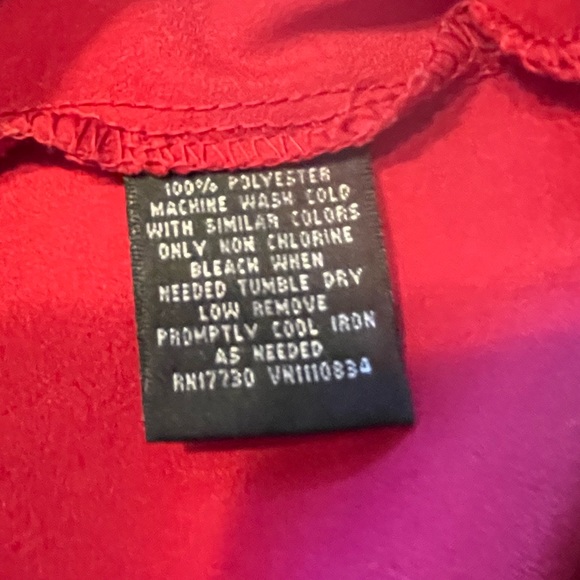 100% POLYESTER
MACHINE WASH COLD
WITH SIMILAR COLORS
ONLY NON CHLORINE
BLEACH WHEN
NEEDED TUMBLE DRY
LOW REMOVE
PROMPTLY COOL IRON
AS NEEDED
RN17730 VN1110834